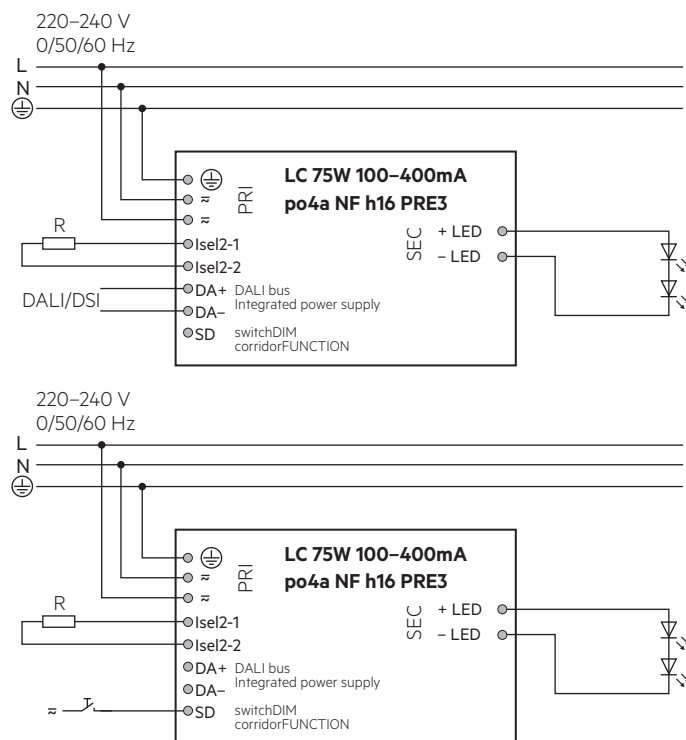 220–240 V
0/50/60 Hz
L
N
LC 75W 100–400mA
po4a NF h16 PRE3
PRI
≂
≂
R
Isel2-1
Isel2-2
DALI/DSI
DA+ DALI bus
Integrated power supply
DA–
SD switchDIM
corridorFUNCTION
SEC
+ LED
– LED
220–240 V
0/50/60 Hz
L
N
LC 75W 100–400mA
po4a NF h16 PRE3
PRI
≂
≂
R
Isel2-1
Isel2-2
DA+ DALI bus
Integrated power supply
DA–
≂
SD switchDIM
corridorFUNCTION
SEC
+ LED
– LED